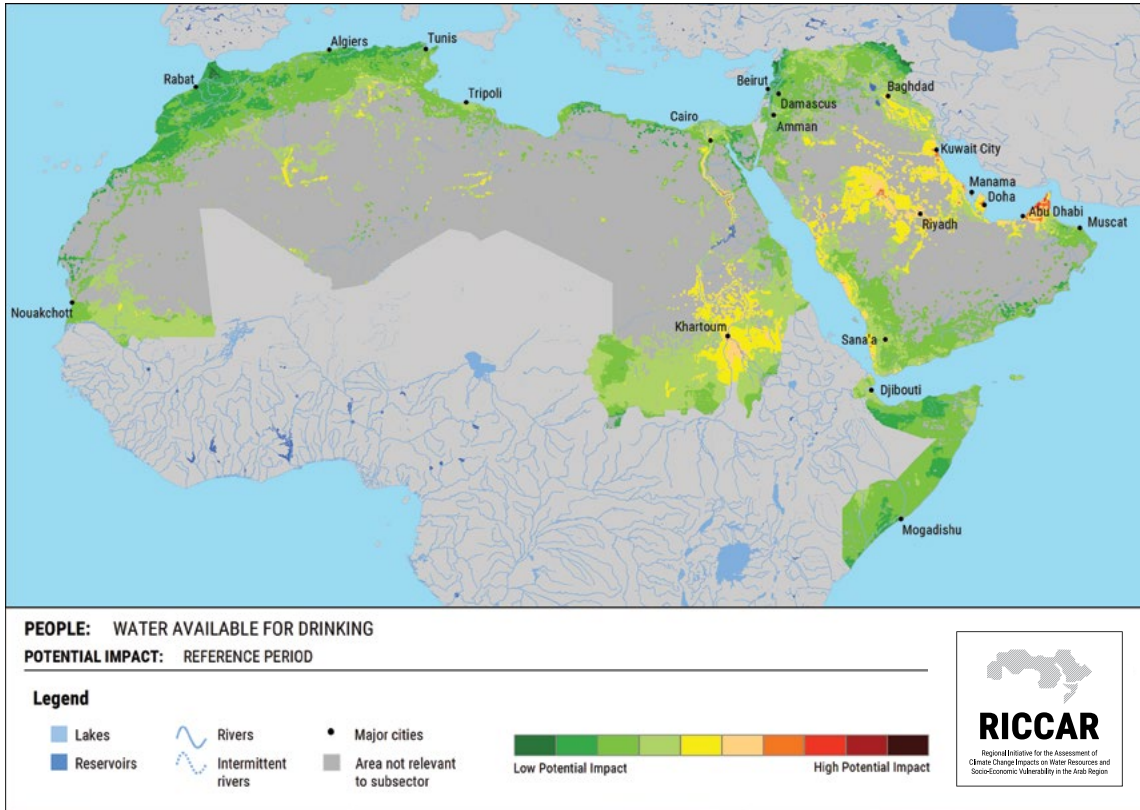 Algiers
Tunis
Rabat
Tripoli
Beirut
Baghdad
Damascus
Cairo
Amman
Kuwait City
Manama
Doha
Abu Dhabi
Riyadh
Muscat
Nouakchott
Khartoum
Sana'a
Djibouti
Mogadishu
PEOPLE: WATER AVAILABLE FOR DRINKING
POTENTIAL IMPACT: REFERENCE PERIOD
Legend
Lakes
Reservoirs
Rivers
Intermittent
rivers
Major cities
Area not relevant
to subsector
Low Potential Impact
High Potential Impact
RICCAR
Regional Initiative for the Assessment of
Climate Change Impacts on Water Resources and
Socio-Economic Vulnerability in the Arab Region